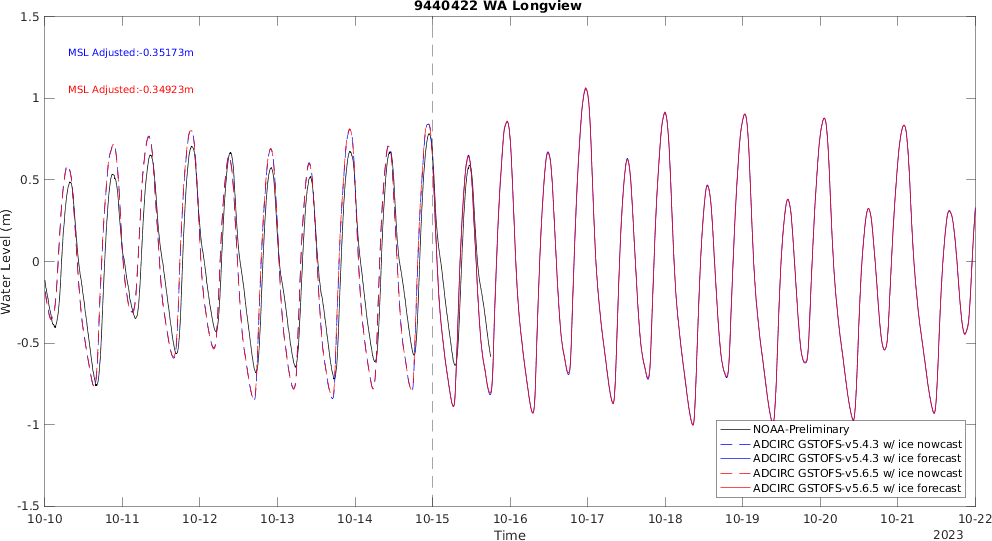 9440422 WA Longview
1.5
1
0.5
0
-0.5
-1
-1.5
Water Level (m)
MSL Adjusted:-0.35173m
MSL Adjusted:-0.34923m
NOAA-Preliminary
ADCIRC GSTOFS-v5.4.3 w/ ice nowcast
ADCIRC GSTOFS-v5.4.3 w/ ice forecast
ADCIRC GSTOFS-v5.6.5 w/ ice nowcast
ADCIRC GSTOFS-v5.6.5 w/ ice forecast
10-10 10-11 10-12 10-13 10-14 10-15 10-16 10-17 10-18 10-19 10-20 10-21 10-22
Time
2023